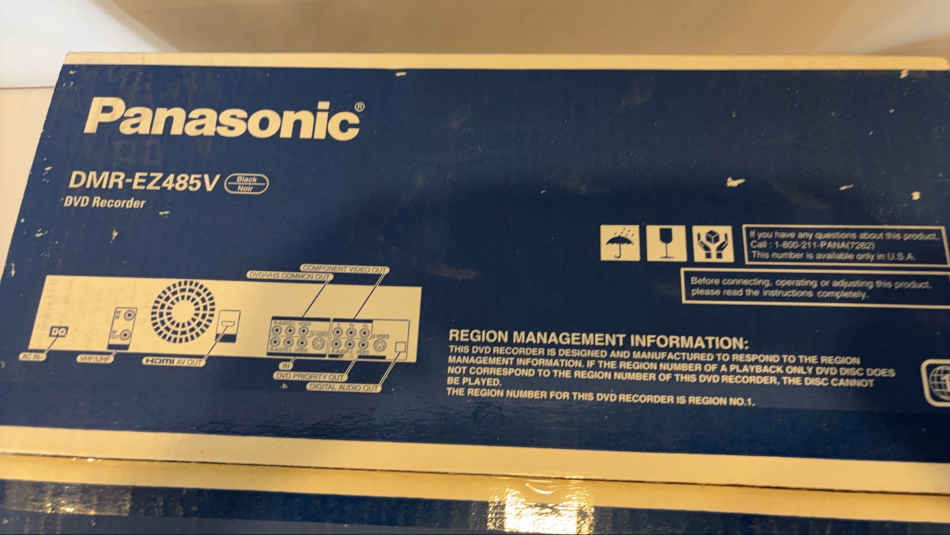 Panasonic®
DMR-EZ485V Black Noir
DVD Recorder
If you have any questions about this product,
Call : 1-800-211-PANA(7262)
This number is available only in U.S.A.
Before connecting, operating or adjusting this product,
please read the instructions completely.
COMPONENT VIDEO OUT
DVD/VHS COMMON OUT
AC IN
VHF/UHF
HDMI AV OUT
IN
DVD PRIORITY OUT
DIGITAL AUDIO OUT
REGION MANAGEMENT INFORMATION:
THIS DVD RECORDER IS DESIGNED AND MANUFACTURED TO RESPOND TO THE REGION
MANAGEMENT INFORMATION. IF THE REGION NUMBER OF A PLAYBACK ONLY DVD DISC DOES
NOT CORRESPOND TO THE REGION NUMBER OF THIS DVD RECORDER, THE DISC CANNOT
BE PLAYED.
THE REGION NUMBER FOR THIS DVD RECORDER IS REGION NO.1.